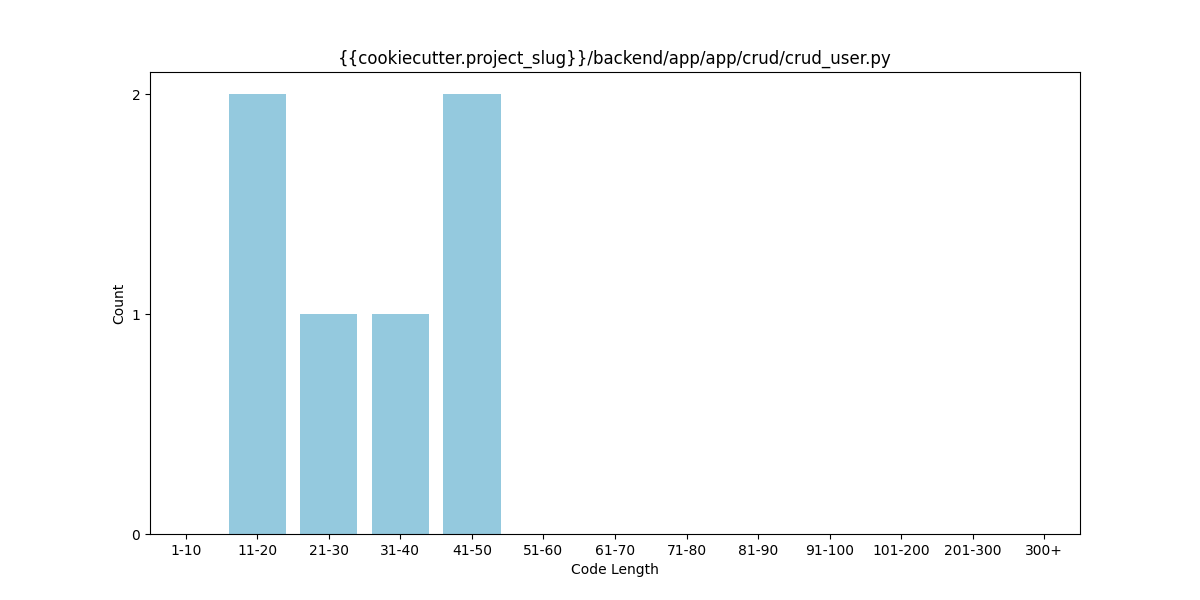 {{cookiecutter.project_slug}}/backend/app/app/crud/crud_user.py
2
1
0
Count
1-10 11-20 21-30 31-40 41-50 51-60 61-70 71-80 81-90 91-100 101-200 201-300 300+
Code Length